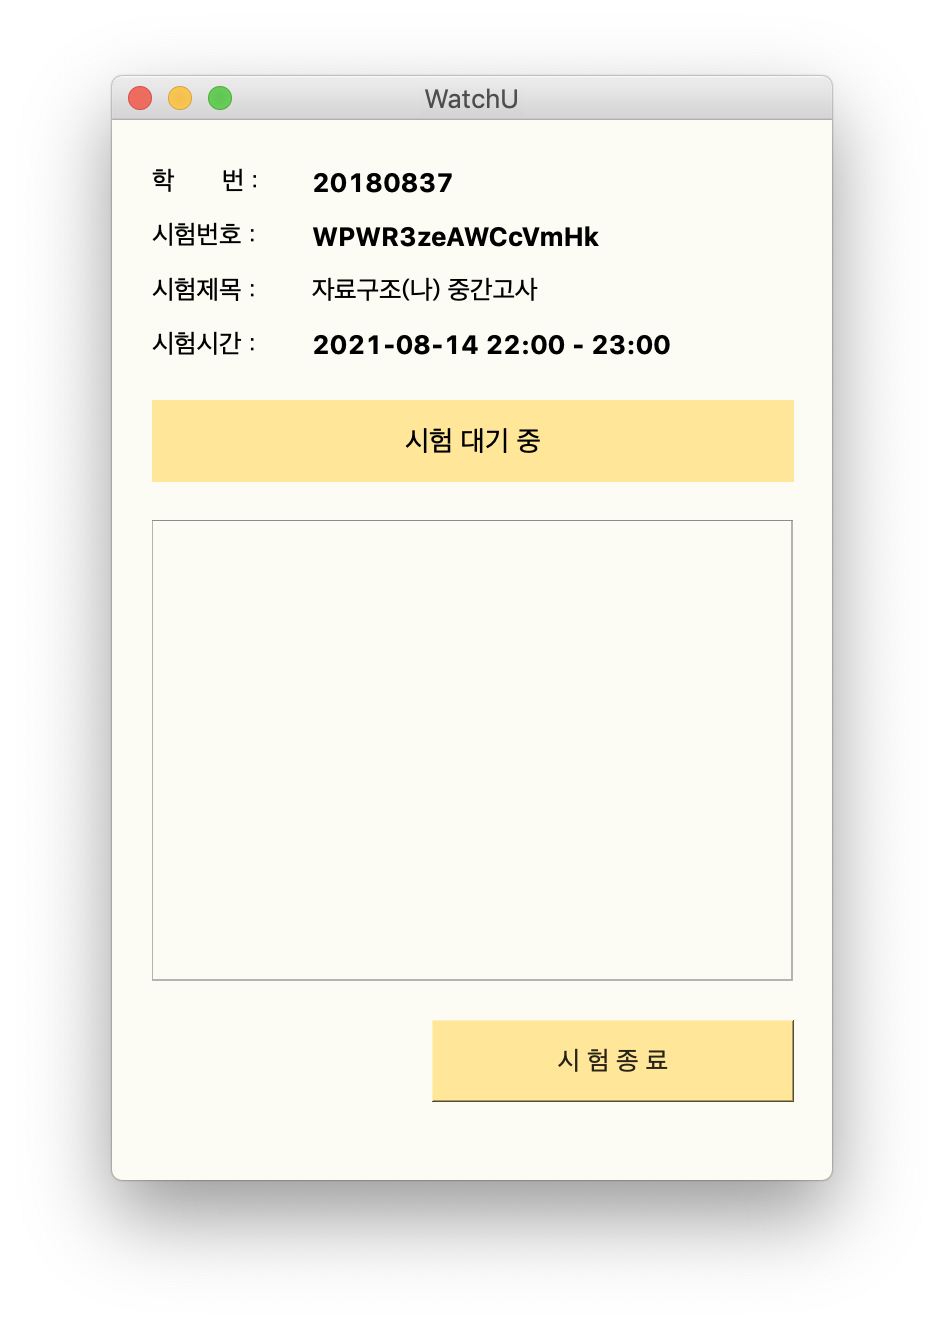 WatchU
학 번 : 20180837
시험번호 : WPWR3zeAWCcVmHk
시험제목 : 자료구조(나) 중간고사
시험시간 : 2021-08-14 22:00 - 23:00
시험 대기 중
시 험 종 료